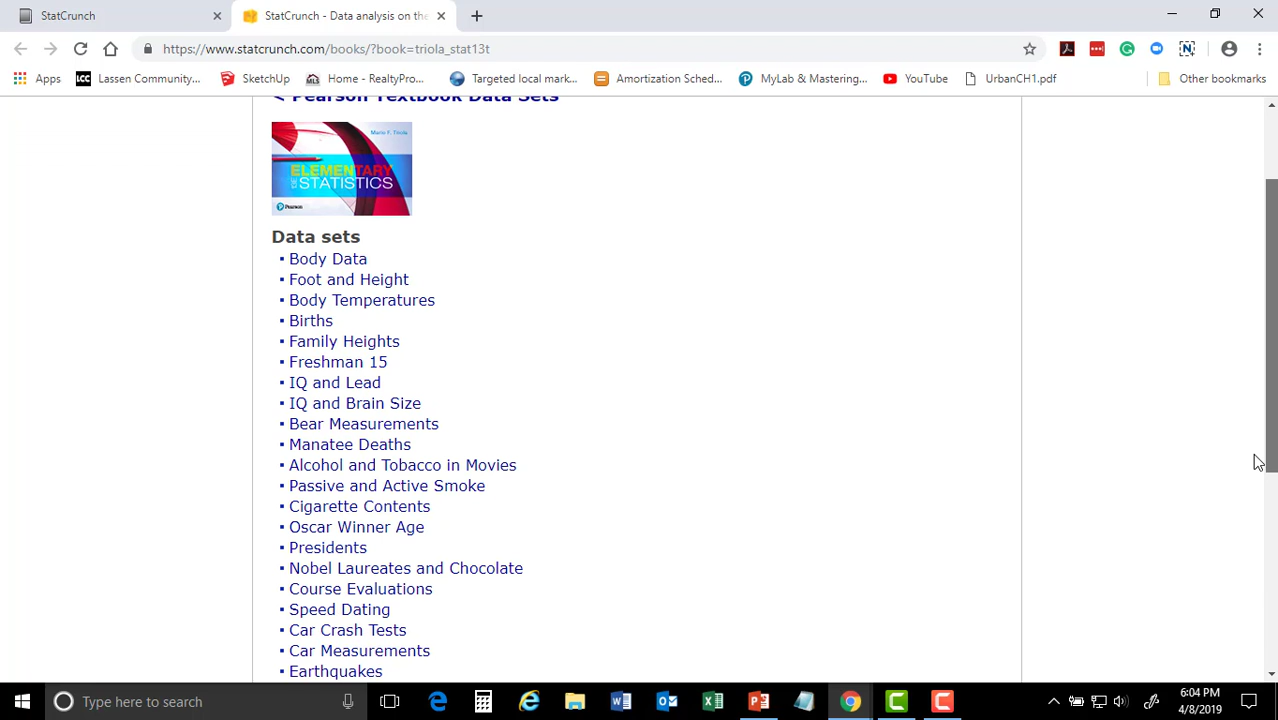 StatCrunch
StatCrunch - Data analysis on the
https://www.statcrunch.com/books/?book=triola_stat13t
Apps
LCC Lassen Community...
SketchUp
MLS Home - RealtyPro...
Targeted local mark...
Amortization Sched...
MyLab & Mastering...
YouTube
UrbanCH1.pdf
Other bookmarks
< Pearson Textbook Data Sets
Mario F. Triola
ELEMENTARY
STATISTICS
Pearson
Data sets
Body Data
Foot and Height
Body Temperatures
Births
Family Heights
Freshman 15
IQ and Lead
IQ and Brain Size
Bear Measurements
Manatee Deaths
Alcohol and Tobacco in Movies
Passive and Active Smoke
Cigarette Contents
Oscar Winner Age
Presidents
Nobel Laureates and Chocolate
Course Evaluations
Speed Dating
Car Crash Tests
Car Measurements
Earthquakes
Type here to search
6:04 PM
4/8/2019